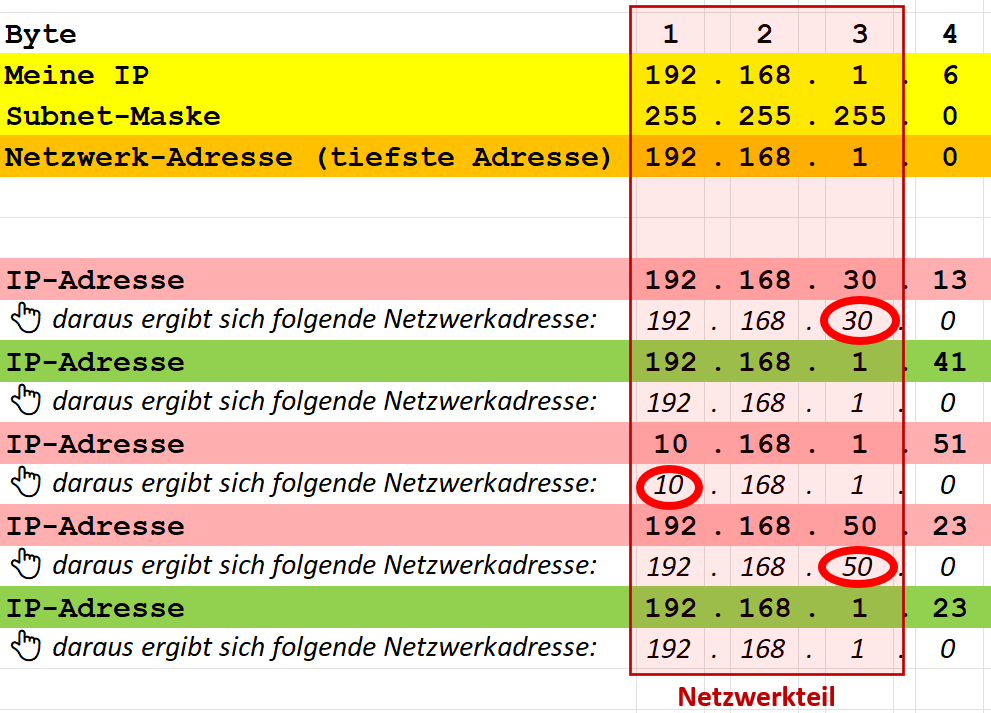 Byte 1 2 3 4
Meine IP 192 . 168 . 1 . 6
Subnet-Maske 255 . 255 . 255 . 0
Netzwerk-Adresse (tiefste Adresse) 192 . 168 . 1 . 0
IP-Adresse 192 . 168 . 30 . 13
daraus ergibt sich folgende Netzwerkadresse: 192 . 168 . 30 . 0
IP-Adresse 192 . 168 . 1 . 41
daraus ergibt sich folgende Netzwerkadresse: 192 . 168 . 1 . 0
IP-Adresse 10 . 168 . 1 . 51
daraus ergibt sich folgende Netzwerkadresse: 10 . 168 . 1 . 0
IP-Adresse 192 . 168 . 50 . 23
daraus ergibt sich folgende Netzwerkadresse: 192 . 168 . 50 . 0
IP-Adresse 192 . 168 . 1 . 23
daraus ergibt sich folgende Netzwerkadresse: 192 . 168 . 1 . 0
Netzwerkteil